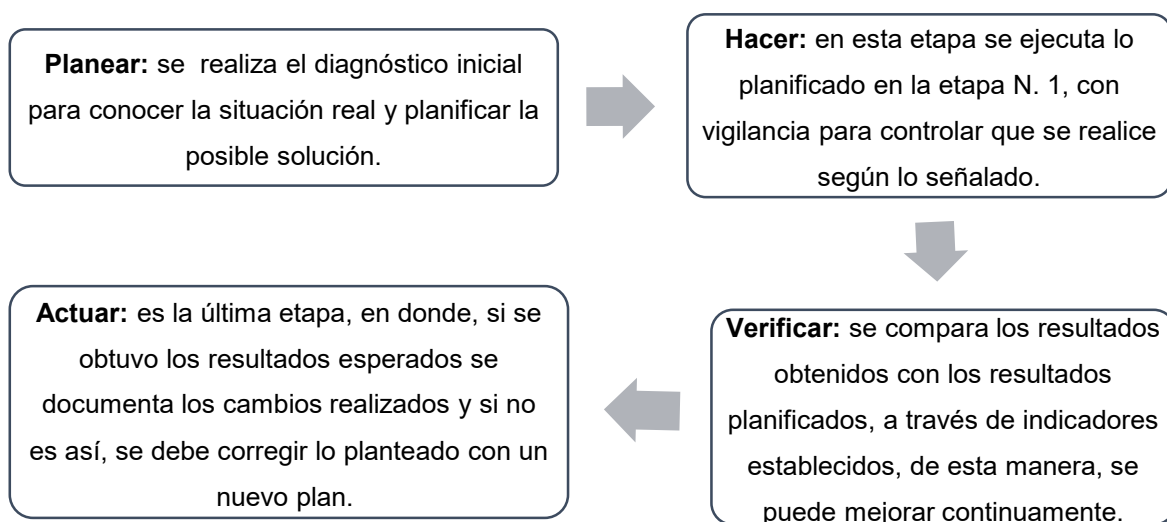 Planear: se realiza el diagnóstico inicial
para conocer la situación real y planificar la
posible solución.
Hacer: en esta etapa se ejecuta lo
planificado en la etapa N. 1, con
vigilancia para controlar que se realice
según lo señalado.
Verificar: se compara los resultados
obtenidos con los resultados
planificados, a través de indicadores
establecidos, de esta manera, se
puede mejorar continuamente.
Actuar: es la última etapa, en donde, si se
obtuvo los resultados esperados se
documenta los cambios realizados y si no
es así, se debe corregir lo planteado con un
nuevo plan.